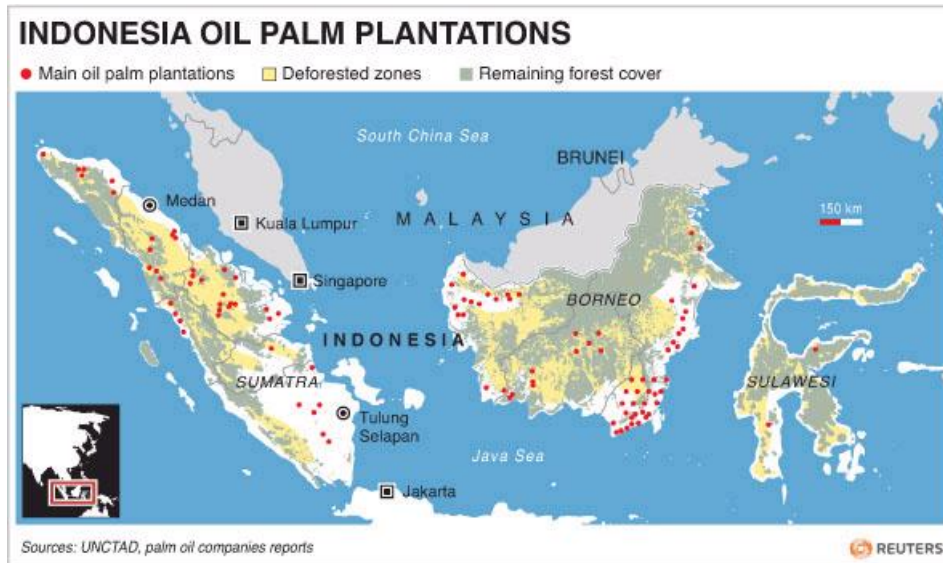 INDONESIA OIL PALM PLANTATIONS
Main oil palm plantations
Deforested zones
Remaining forest cover
South China Sea
BRUNEI
Medan
MALAYSIA
150 km
Kuala Lumpur
Singapore
BORNEO
INDONESIA
SUMATRA
SULAWESI
Tulung
Selapan
Java Sea
Jakarta
Sources: UNCTAD, palm oil companies reports
REUTERS